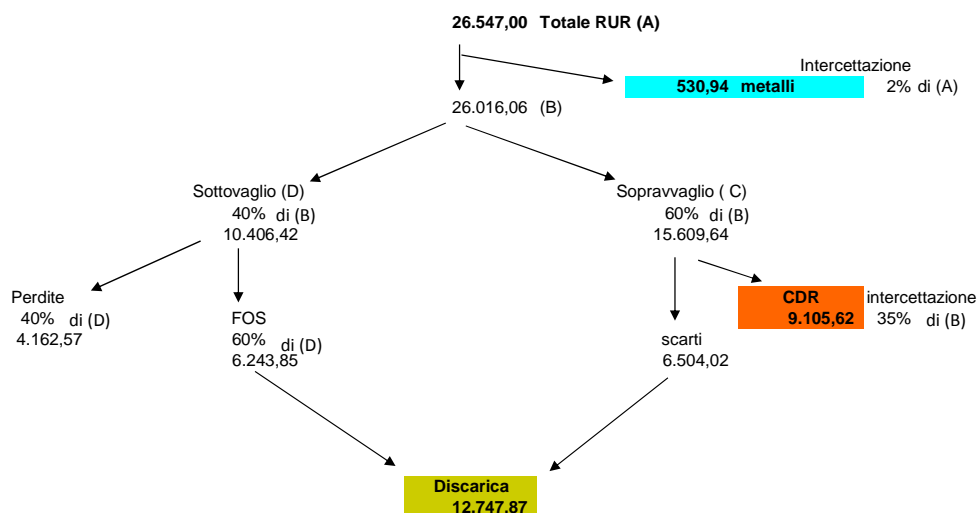 26.547,00 Totale RUR (A)
Intercettazione
530,94 metalli 2% di (A)
26.016,06 (B)
Sottovaglio (D)
40% di (B)
10.406,42
Sopravvaglio ( C)
60% di (B)
15.609,64
Perdite
40% di (D)
4.162,57
FOS
60% di (D)
6.243,85
scarti
6.504,02
CDR intercettazione
9.105,62 35% di (B)
Discarica
12.747,87